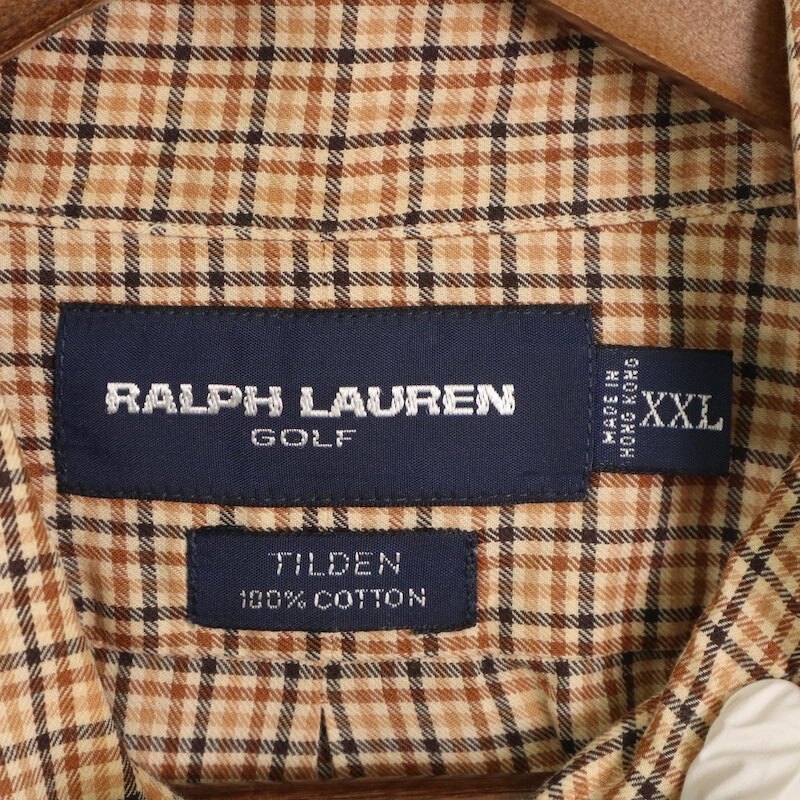 RALPH LAUREN
GOLF
MADE IN
HONG KONG
XXL
TILDEN
100% COTTON